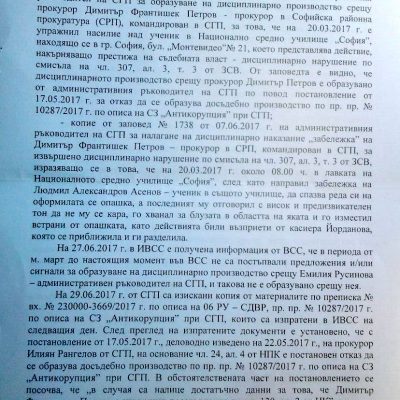 СГП за образуване на дисциплинарно производство срещу
прокурор Димитър Франтишек Петров - прокурор в Софийска районна
прокуратура (СРП), командирован в СГП, за това, че на 20.03.2017 г. е
упражнил насилие над ученик в Национално средно училище „София",
находящо се в гр. София, бул. „Монтевидео"№ 21, което представлява действие,
накърняващо престижа на съдебната власт - дисциплинарно нарушение по
смисъла на чл. 307, ал. 3, т. 3 от ЗСВ. От заповедта е видно, че
дисциплинарното производство срещу прокурор Димитър Петров е образувано
от административния ръководител на СГП по повод постановление от
17.05.2017 г. за отказ да се образува досъдебно производство по пр. пр. №
10287/2017 г. по описа на СЗ „Антикорупция" при СГП;
- копие от заповед № 1738 от 07.06.2017 г. на административния
ръководител на СГП за налагане на дисциплинарно наказание „забележка" на
Димитър Франтишек Петров – прокурор в СРП, командирован в СГП, за
извършено дисциплинарно нарушение по смисъла на чл. 307, ал. 3, т. 3 от ЗСВ,
изразяващо се в това, че на 20.03.2017 г. около 08.00 ч. в лавката на
Националното средно училище „София", след като направил забележка на
Людмил Александров Асенов – ученик в същото училище, да спазва реда си на
оформилата се опашка, а последният му отговорил с висок и предизвикателен
тон да не му се кара, го хванал за блузата в областта на яката и го изместил
встрани от опашката, като действията били възприети от касиера Йорданова,
която се приближила и ги разделила.
На 27.06.2017 г. в ИВСС е получена информация от ВСС, че в периода от
м. март до настоящия момент във ВСС не са постъпвали предложения и/или
сигнали за образуване на дисциплинарно производство срещу Емилия Русинова
– административен ръководител на СГП, и такова не е образувано срещу нея.
На 29.06.2017 г. от СГП са изискани копия от материалите по преписка №
вх. № 230000-3669/2017 г. по описа на 06 РУ – СДВР, пр. пр. № 10287/2017 г.
по описа на СЗ „Антикорупция" при СГП, които са изпратени в ИВСС на
следващия ден. След преглед на изпратените документи е установено, че с
постановление от 17.05.2017 г., деловодно изведено на 22.05.2017 г., на прокурор
Илиян Рангелов от СГП, на основание чл. 24, ал. 4 от НПК е постановен отказ да
се образува досъдебно производство по пр. пр. № 10287/2017 г. по описа на СЗ
„Антикорупция" при СГП. В обстоятелствената част на постановлението се
посочва, че „в случая са налице достатъчно данни за това, че Димитър